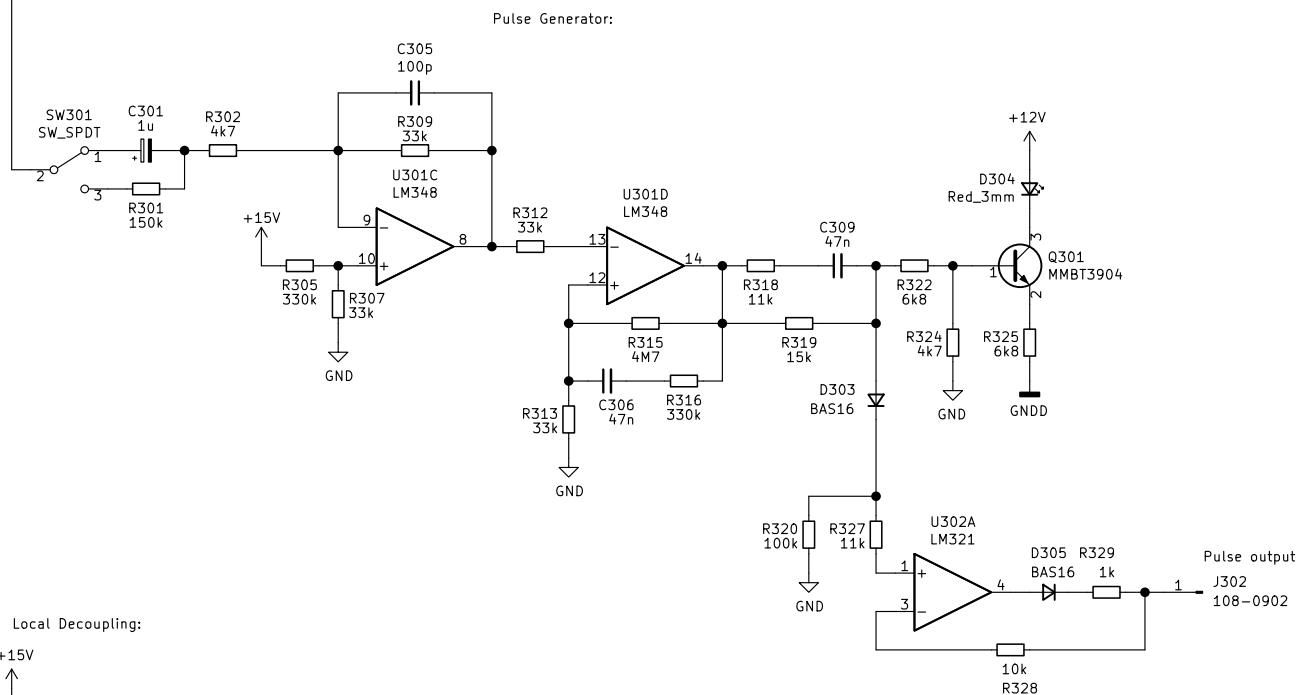 Pulse Generator:
C305
100p
SW301
SW_SPDT
C301
1u
+
R302
4k7
R309
33k
+12V
1
2
3
R301
150k
U301C
LM348
D304
Red_3mm
U301D
LM348
+15V
R312
33k
9
8
10
13
14
12
C309
47n
3
Q301
MMBT3904
1
2
R305
330k
R307
33k
R318
11k
R322
6k8
R315
4M7
R319
15k
R324
4k7
R325
6k8
GND
R313
33k
C306
47n
R316
330k
D303
BAS16
GND
GNDD
GND
R320
100k
R327
11k
U302A
LM321
D305
BAS16
R329
1k
Pulse output
1
4
3
1
J302
108-0902
GND
10k
R328
Local Decoupling:
+15V